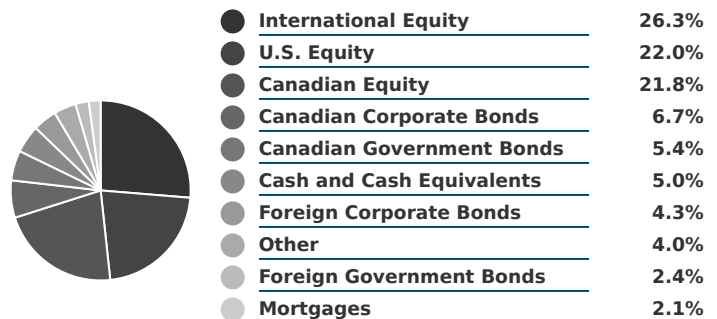 International Equity 26.3%
U.S. Equity 22.0%
Canadian Equity 21.8%
Canadian Corporate Bonds 6.7%
Canadian Government Bonds 5.4%
Cash and Cash Equivalents 5.0%
Foreign Corporate Bonds 4.3%
Other 4.0%
Foreign Government Bonds 2.4%
Mortgages 2.1%